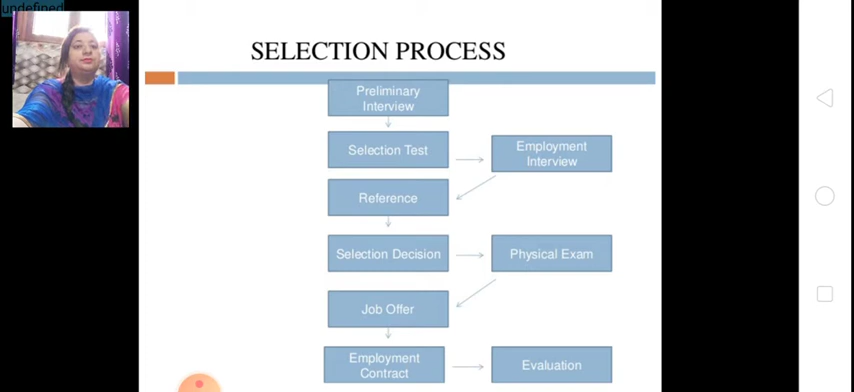 undefined
SELECTION PROCESS
Preliminary
Interview
Selection Test
Employment
Interview
Reference
Selection Decision
Physical Exam
Job Offer
Employment
Contract
Evaluation